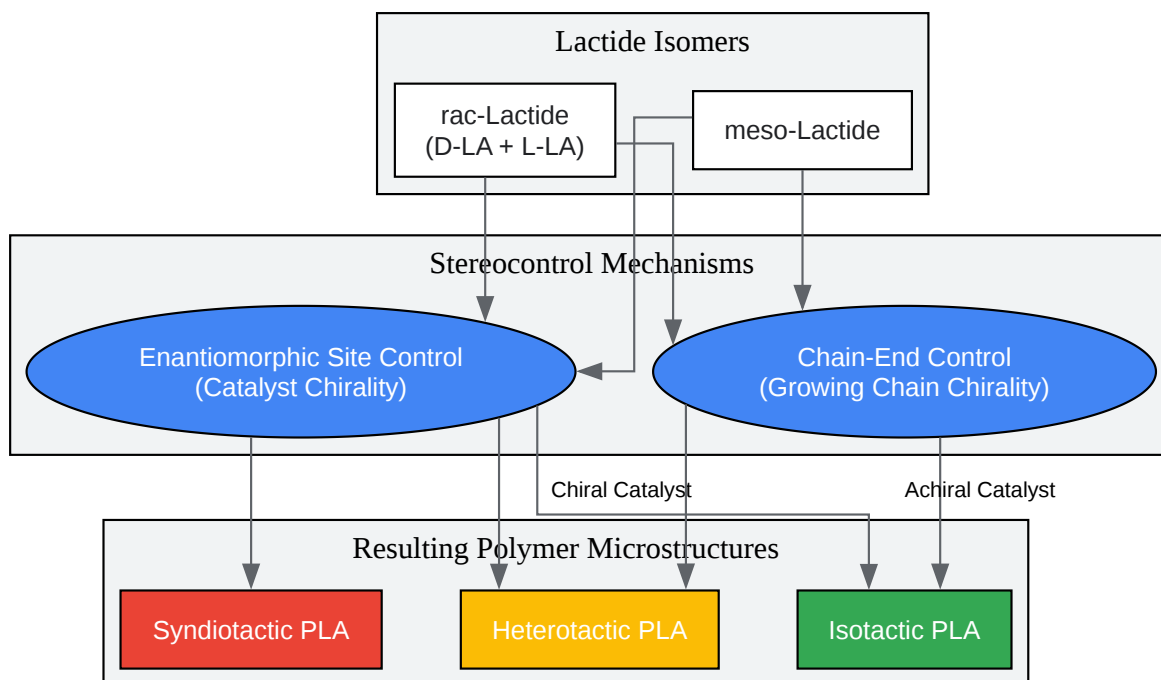 Lactide Isomers
rac-Lactide
(D-LA + L-LA)
meso-Lactide
Stereocontrol Mechanisms
Enantiomorphic Site Control
(Catalyst Chirality)
Chain-End Control
(Growing Chain Chirality)
Chiral Catalyst
Achiral Catalyst
Resulting Polymer Microstructures
Syndiotactic PLA
Heterotactic PLA
Isotactic PLA